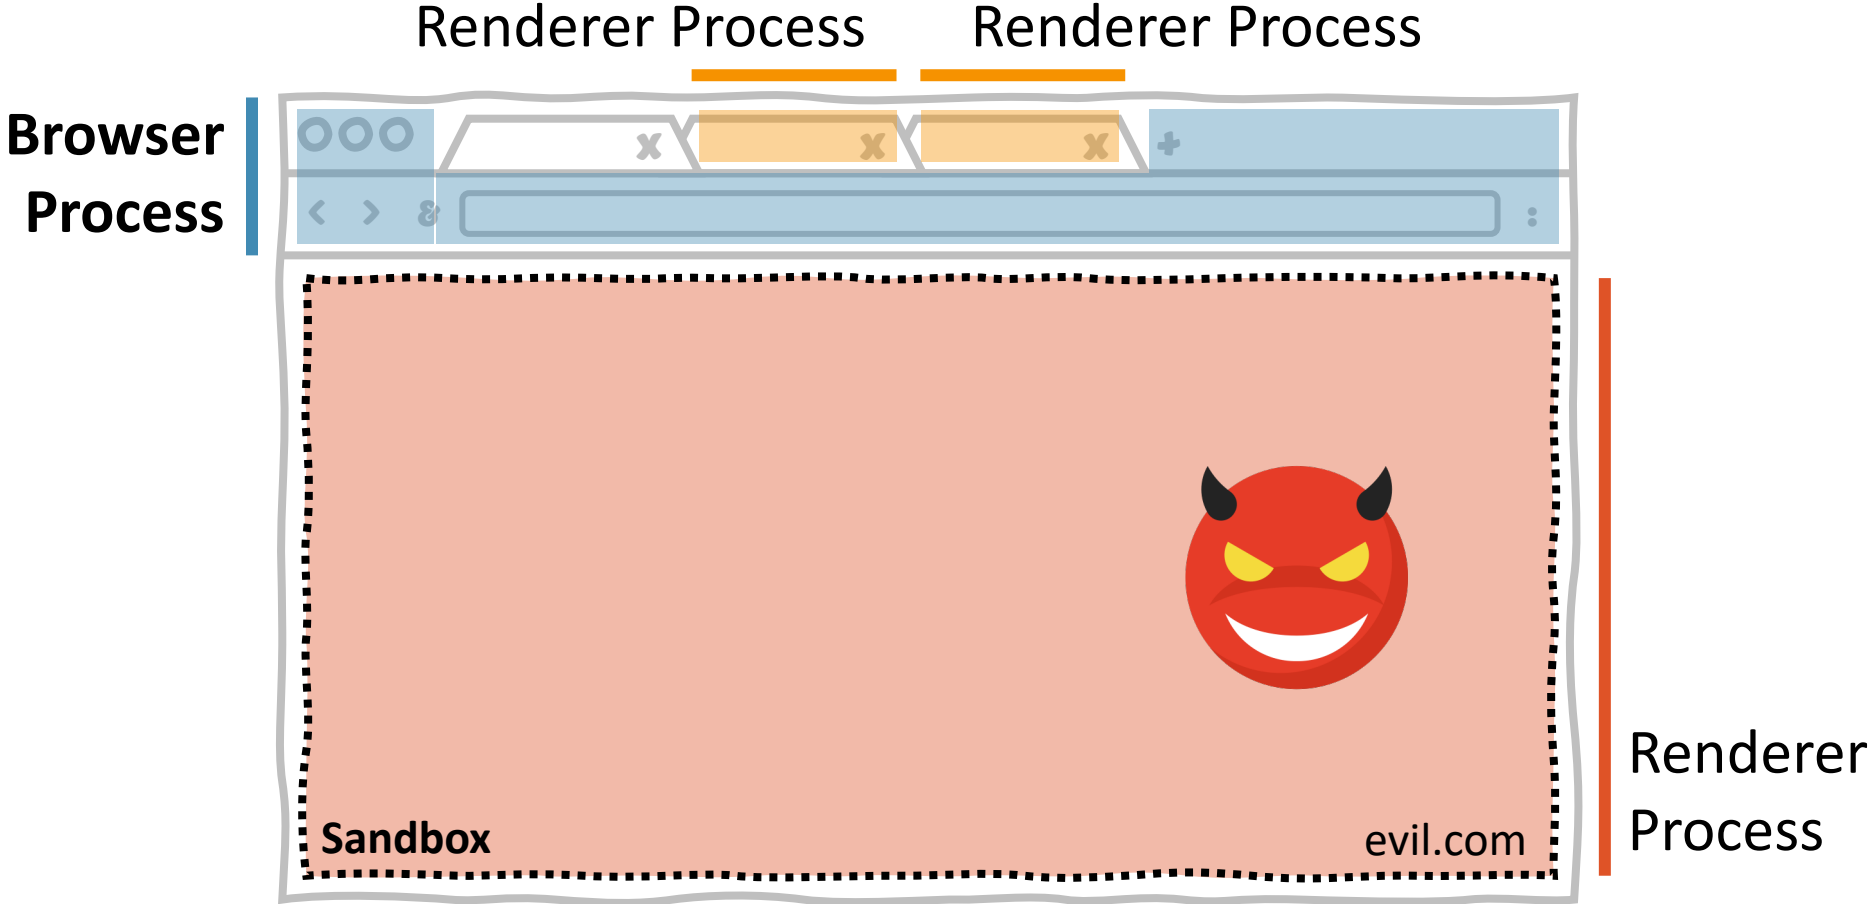 Renderer Process
Renderer Process
Browser
Process
x
x
x
+
< > &
:
Sandbox
evil.com
Renderer
Process